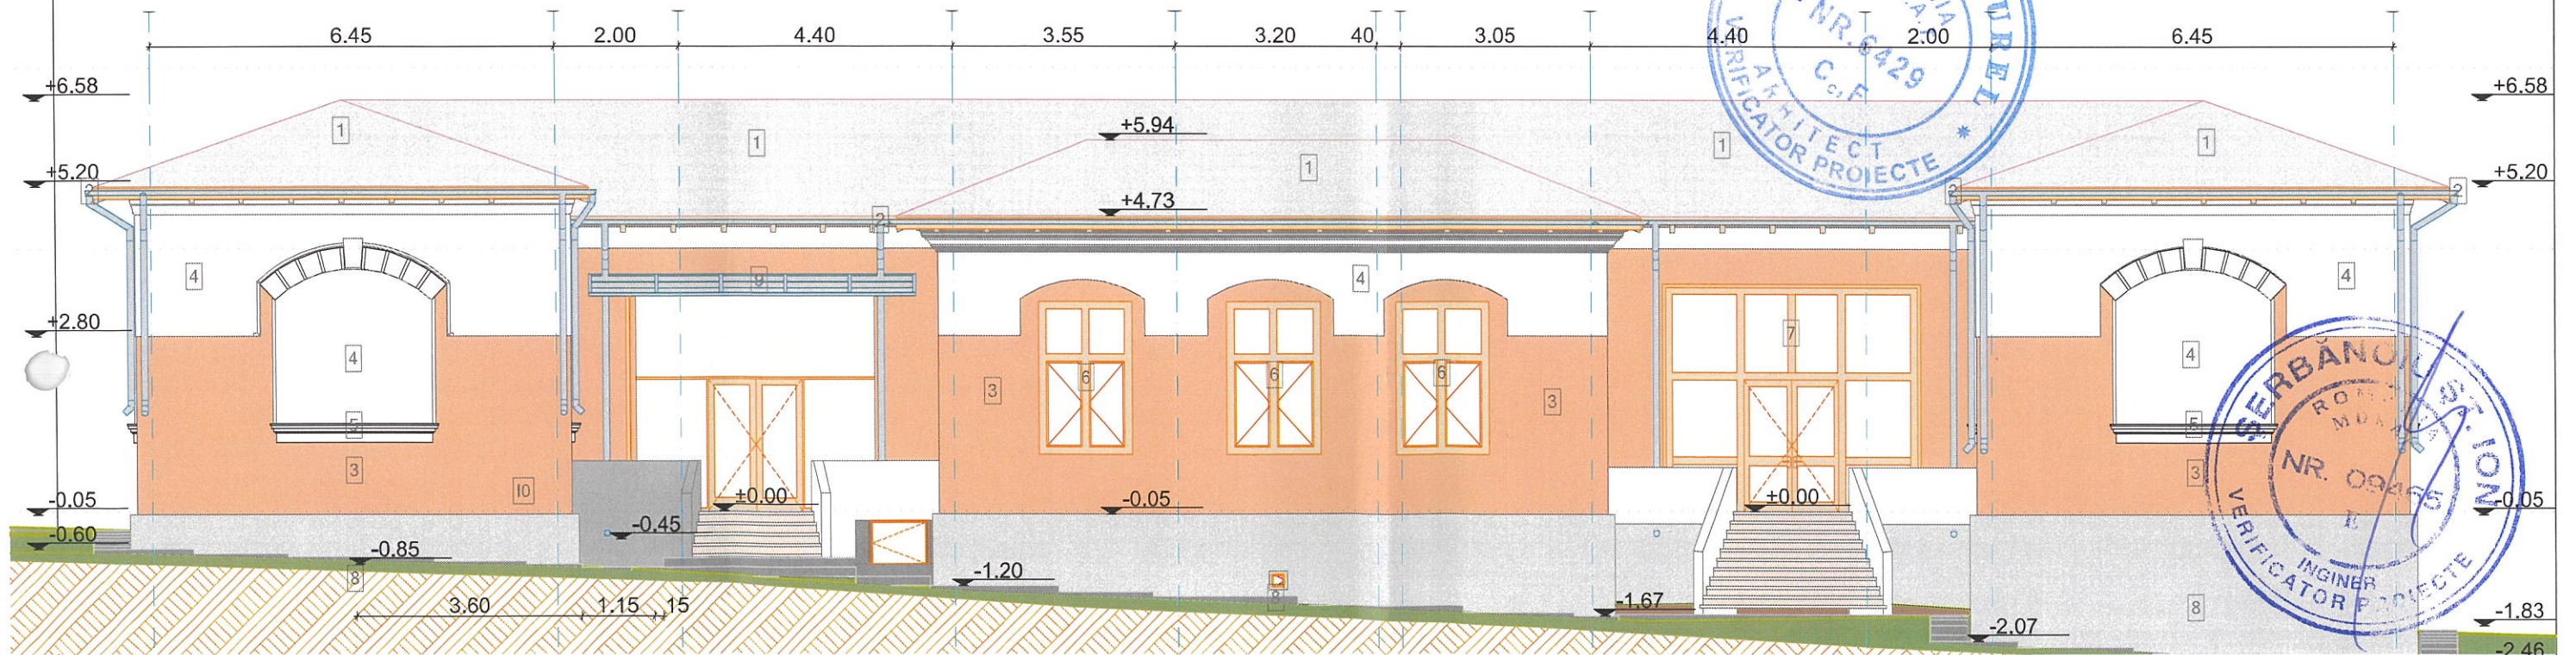 6.45 2.00 4.40 3.55 3.20 40 3.05 4.40 2.00 6.45
NR. 6429
C, F
ARHITECT
VERIFICATOR PROIECTE *
UREL
+6.58 +6.58
1 1 +5.94 1 1 1
+5.20 +5.20
2 2 +4.73 2 2
4 9 4 4
+2.80
4 6 6 6 7 4
3 3
5 5
3 10 3
-0.05 ±0.00 -0.05 ±0.00 -0.05
-0.60 -0.45
-0.85
8 -1.20 8 8
3.60 1.15 15 -1.67 -1.83
-2.07
-2.46
ȘERBĂNOIU ST. ION
NR. 09465
E
INGINER
VERIFICATOR PROIECTE